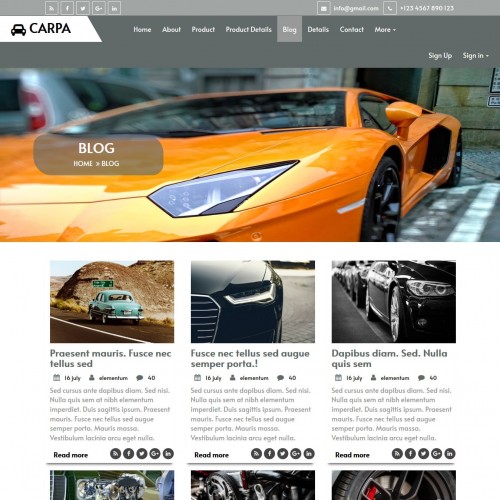 info@gmail.com +123 4567 890 123
CARPA
Home About Product Product Details Blog Details Contact More
Sign Up Sign in
BLOG
HOME » BLOG
Praesent mauris. Fusce nec
tellus sed
16 july elementum 40
Sed cursus ante dapibus diam. Sed nisi.
Nulla quis sem at nibh elementum
imperdiet. Duis sagittis ipsum. Praesent
mauris. Fusce nec tellus sed augue
semper porta. Mauris massa.
Vestibulum lacinia arcu eget nulla.
Read more
Fusce nec tellus sed augue
semper porta.!
16 july elementum 40
Sed cursus ante dapibus diam. Sed nisi.
Nulla quis sem at nibh elementum
imperdiet. Duis sagittis ipsum. Praesent
mauris. Fusce nec tellus sed augue
semper porta. Mauris massa.
Vestibulum lacinia arcu eget nulla.
Read more
Dapibus diam. Sed. Nulla
quis sem
16 july elementum 40
Sed cursus ante dapibus diam. Sed nisi.
Nulla quis sem at nibh elementum
imperdiet. Duis sagittis ipsum. Praesent
mauris. Fusce nec tellus sed augue
semper porta. Mauris massa.
Vestibulum lacinia arcu eget nulla.
Read more